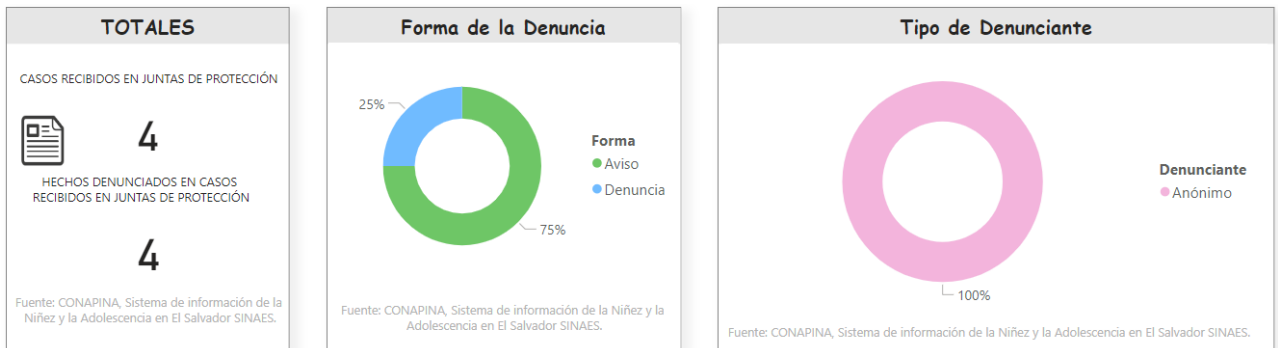 TOTALES
CASOS RECIBIDOS EN JUNTAS DE PROTECCIÓN
4
HECHOS DENUNCIADOS EN CASOS
RECIBIDOS EN JUNTAS DE PROTECCIÓN
4
Fuente: CONAPINA, Sistema de información de la
Niñez y la Adolescencia en El Salvador SINAES.
Forma de la Denuncia
25%
75%
Forma
Aviso
Denuncia
Fuente: CONAPINA, Sistema de información de la Niñez y la
Adolescencia en El Salvador SINAES.
Tipo de Denunciante
100%
Denunciante
Anónimo
Fuente: CONAPINA, Sistema de información de la Niñez y la Adolescencia en El Salvador SINAES.